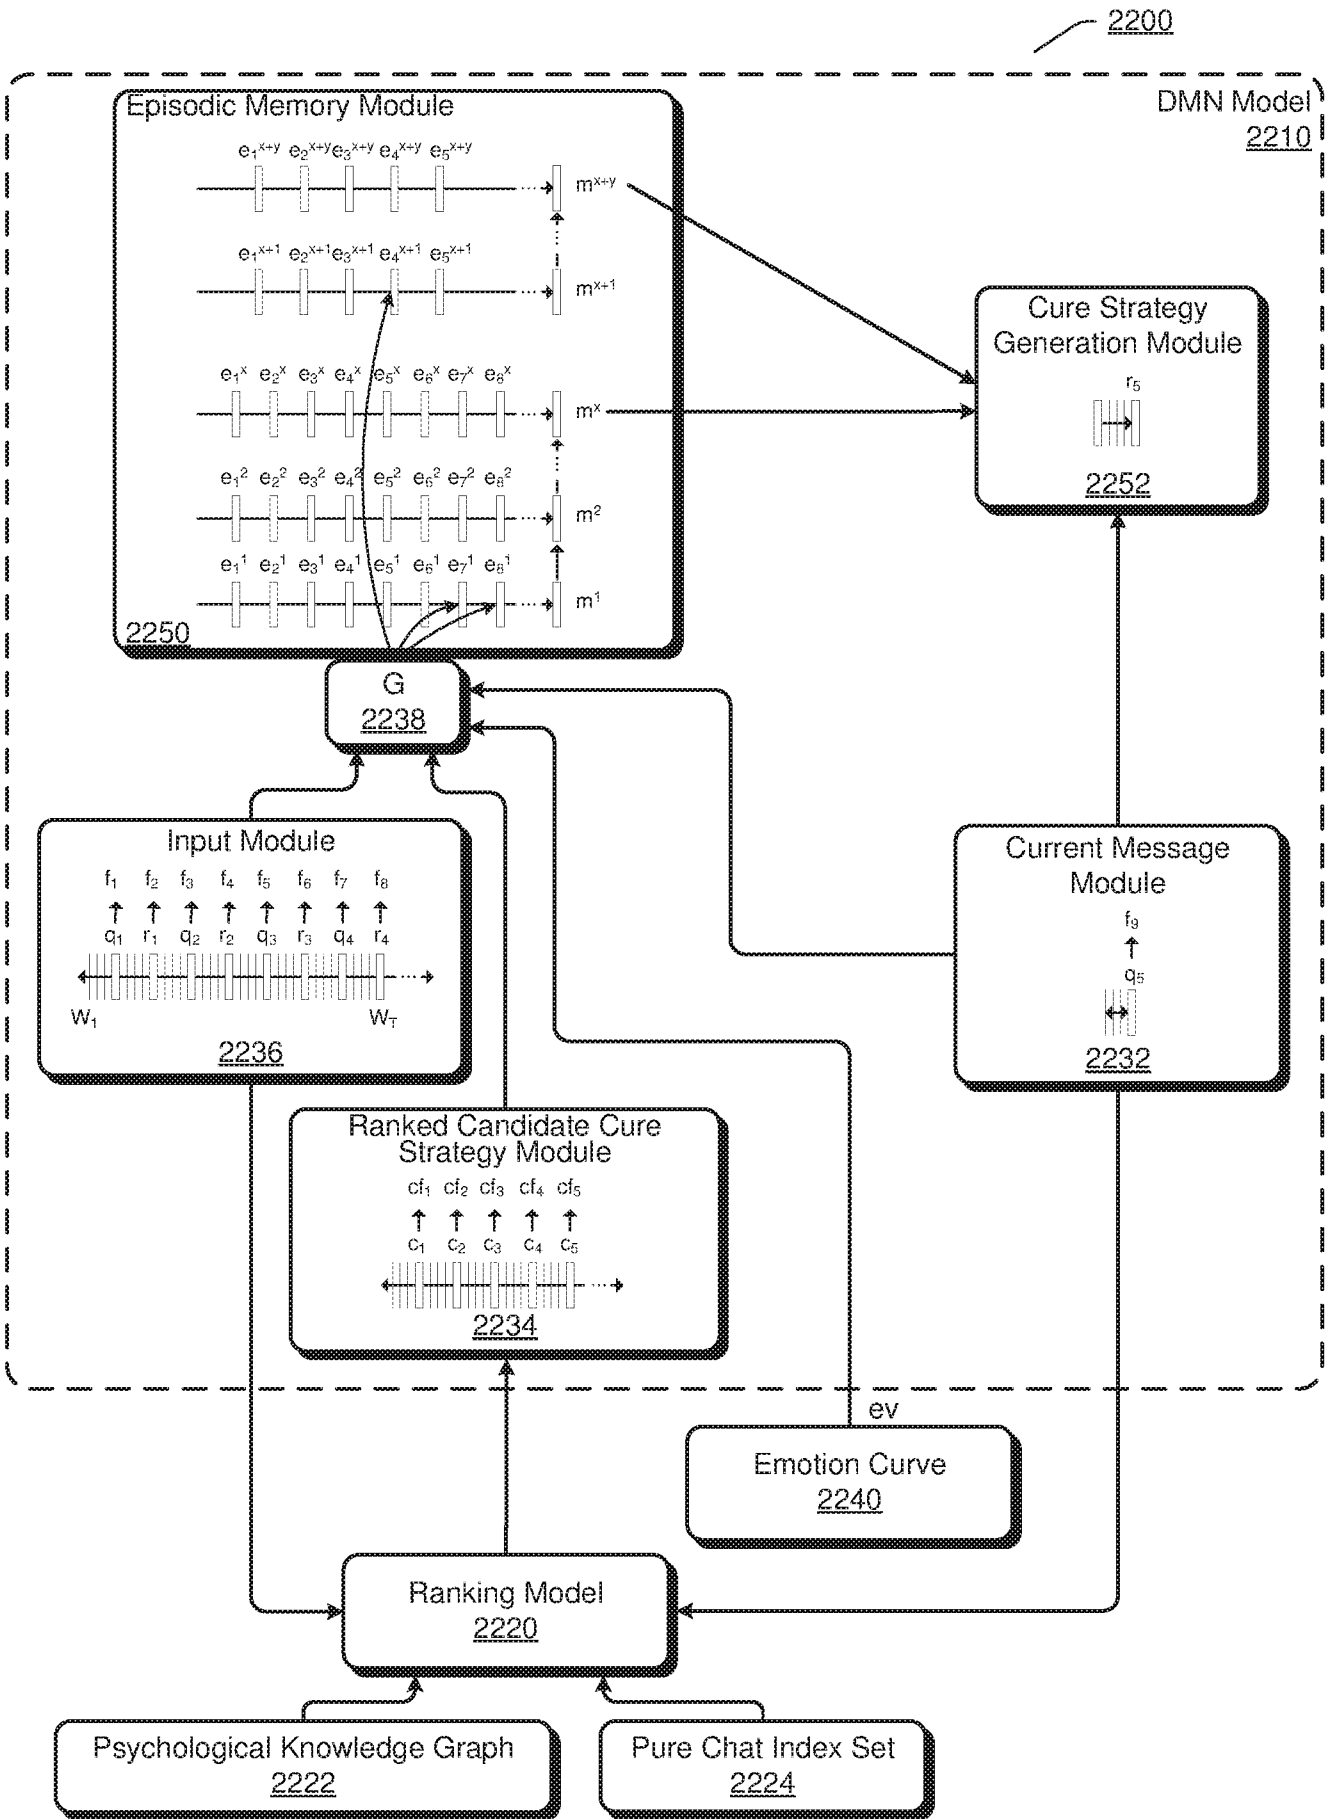 2200
DMN Model
2210
Episodic Memory Module
e₁ˣ⁺ʸ e₂ˣ⁺ʸ e₃ˣ⁺ʸ e₄ˣ⁺ʸ e₅ˣ⁺ʸ
mˣ⁺ʸ
e₁ˣ⁺¹ e₂ˣ⁺¹ e₃ˣ⁺¹ e₄ˣ⁺¹ e₅ˣ⁺¹
mˣ⁺¹
e₁ˣ e₂ˣ e₃ˣ e₄ˣ e₅ˣ e₆ˣ e₇ˣ e₈ˣ
mˣ
e₁² e₂² e₃² e₄² e₅² e₆² e₇² e₈²
m²
e₁¹ e₂¹ e₃¹ e₄¹ e₅¹ e₆¹ e₇¹ e₈¹
m¹
2250
Cure Strategy
Generation Module
r₅
2252
G
2238
Input Module
f₁ f₂ f₃ f₄ f₅ f₆ f₇ f₈
q₁ r₁ q₂ r₂ q₃ r₃ q₄ r₄
W₁ W_T
2236
Current Message
Module
f₉
q₅
2232
Ranked Candidate Cure
Strategy Module
cf₁ cf₂ cf₃ cf₄ cf₅
c₁ c₂ c₃ c₄ c₅
2234
ev
Emotion Curve
2240
Ranking Model
2220
Psychological Knowledge Graph
2222
Pure Chat Index Set
2224